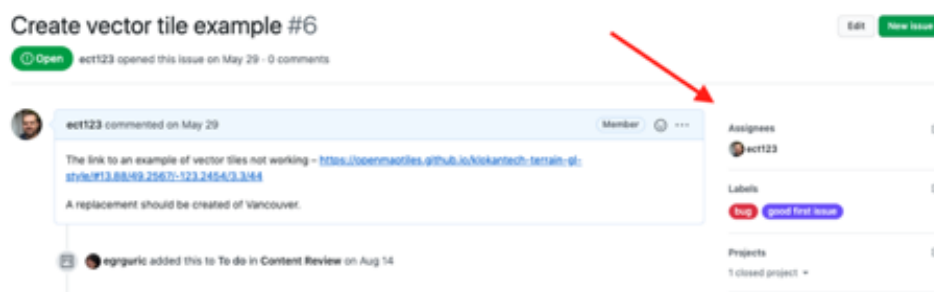 Create vector tile example #6
Edit
New issue
Open
ect123 opened this issue on May 29 · 0 comments
ect123 commented on May 29
Member
The link to an example of vector tiles not working – https://openmaptiles.github.io/klokantech-terrain-gl-
style/#13.88/49.2567/-123.2454/3.3/44
A replacement should be created of Vancouver.
egrguric added this to To do in Content Review on Aug 14
Assignees
ect123
Labels
bug
good first issue
Projects
1 closed project